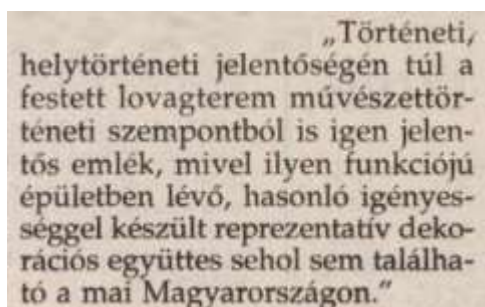 „Történeti,
helytörténeti jelentőségén túl a
festett lovagterem művészettör-
téneti szempontból is igen jelen-
tős emlék, mivel ilyen funkciójú
épületben lévő, hasonló igényes-
séggel készült reprezentatív deko-
rációs együttes sehol sem találha-
tó a mai Magyarországon.”